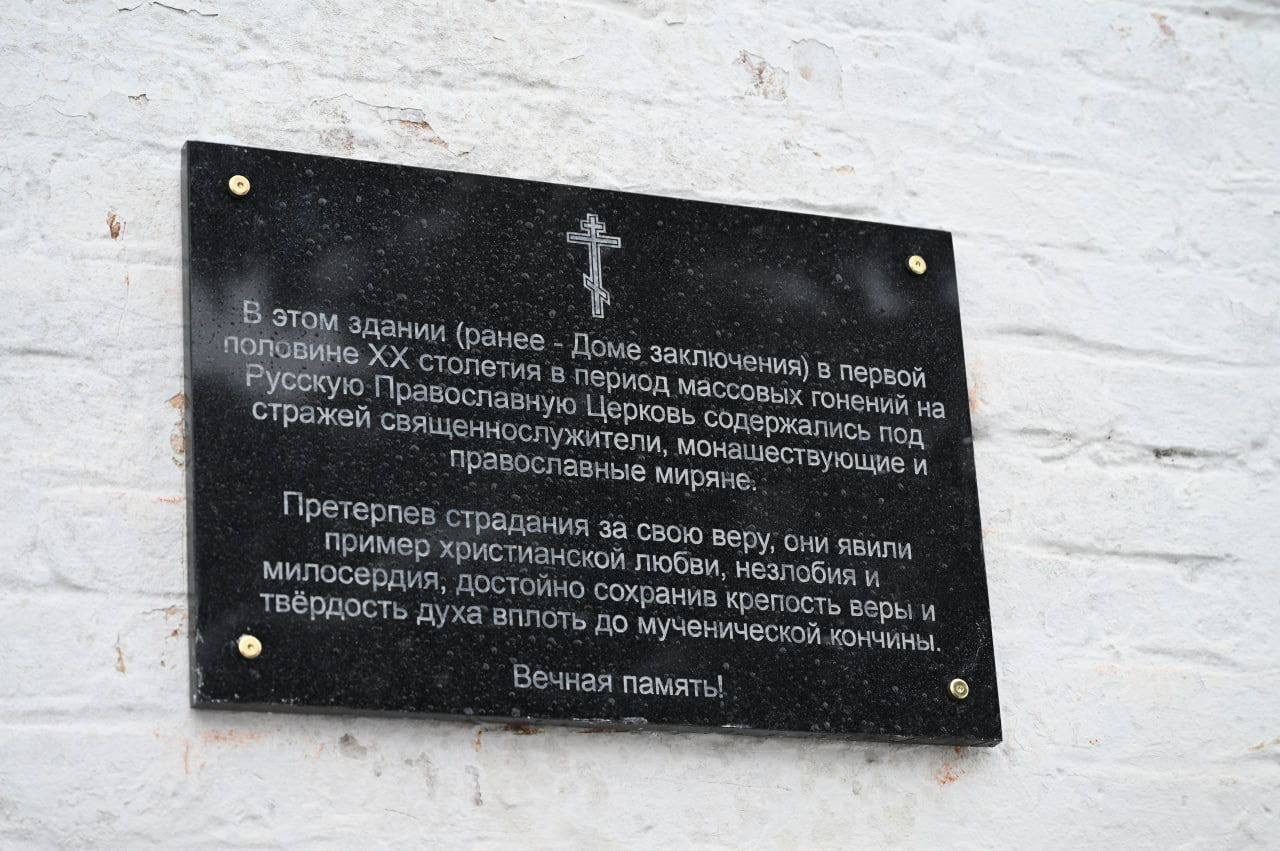 В этом здании (ранее - Доме заключения) в первой
половине XX столетия в период массовых гонений на
Русскую Православную Церковь содержались под
стражей священнослужители, монашествующие и
православные миряне.
Претерпев страдания за свою веру, они явили
пример христианской любви, незлобия и
милосердия, достойно сохранив крепость веры и
твёрдость духа вплоть до мученической кончины.
Вечная память!